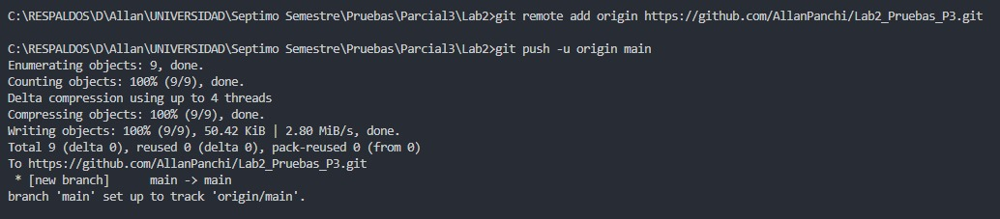 C:\RESPALDOS\D\Allan\UNIVERSIDAD\Septimo Semestre\Pruebas\Parcial3\Lab2>git remote add origin https://github.com/AllanPanchi/Lab2_Pruebas_P3.git
C:\RESPALDOS\D\Allan\UNIVERSIDAD\Septimo Semestre\Pruebas\Parcial3\Lab2>git push -u origin main
Enumerating objects: 9, done.
Counting objects: 100% (9/9), done.
Delta compression using up to 4 threads
Compressing objects: 100% (9/9), done.
Writing objects: 100% (9/9), 50.42 KiB | 2.80 MiB/s, done.
Total 9 (delta 0), reused 0 (delta 0), pack-reused 0 (from 0)
To https://github.com/AllanPanchi/Lab2_Pruebas_P3.git
 * [new branch]      main -> main
branch 'main' set up to track 'origin/main'.